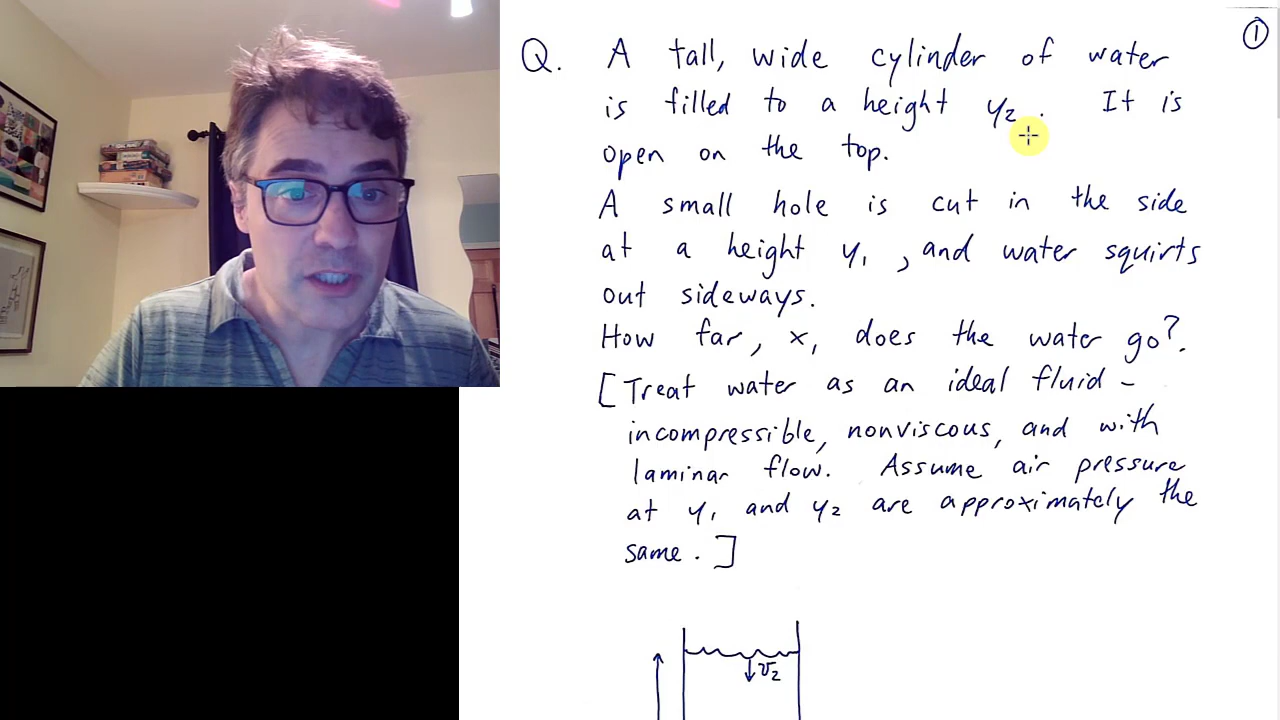 ①
Q. A tall, wide cylinder of water
is filled to a height y₂. It is
open on the top.
A small hole is cut in the side
at a height y₁, and water squirts
out sideways.
How far, x, does the water go?
[Treat water as an ideal fluid -
incompressible, nonviscous, and with
laminar flow. Assume air pressure
at y₁ and y₂ are approximately the
same.]
v₂